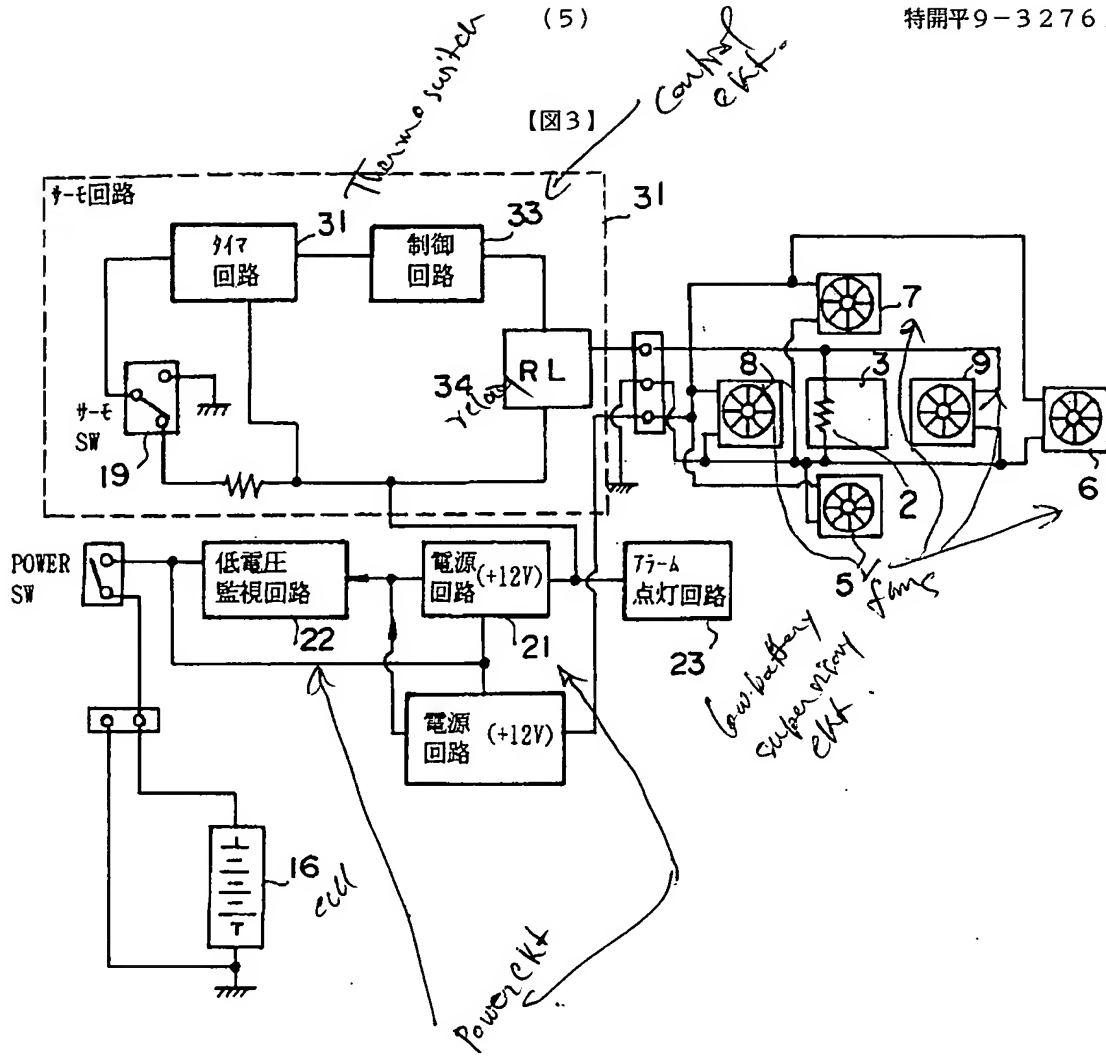 (5)
特開平9-3276
Thermo switch
control
ckt.
【図3】
サーモ回路
31
タイマ
回路
31
制御
回路
33
RL
34
relay
サーモ
SW
19
7
8
3
9
2
6
5
fans
POWER
SW
低電圧
監視回路
22
電源
回路
(+12V)
21
アラーム
点灯回路
23
電源
回路
(+12V)
low-battery
supervisory
ckt
16
cell
Power ckt